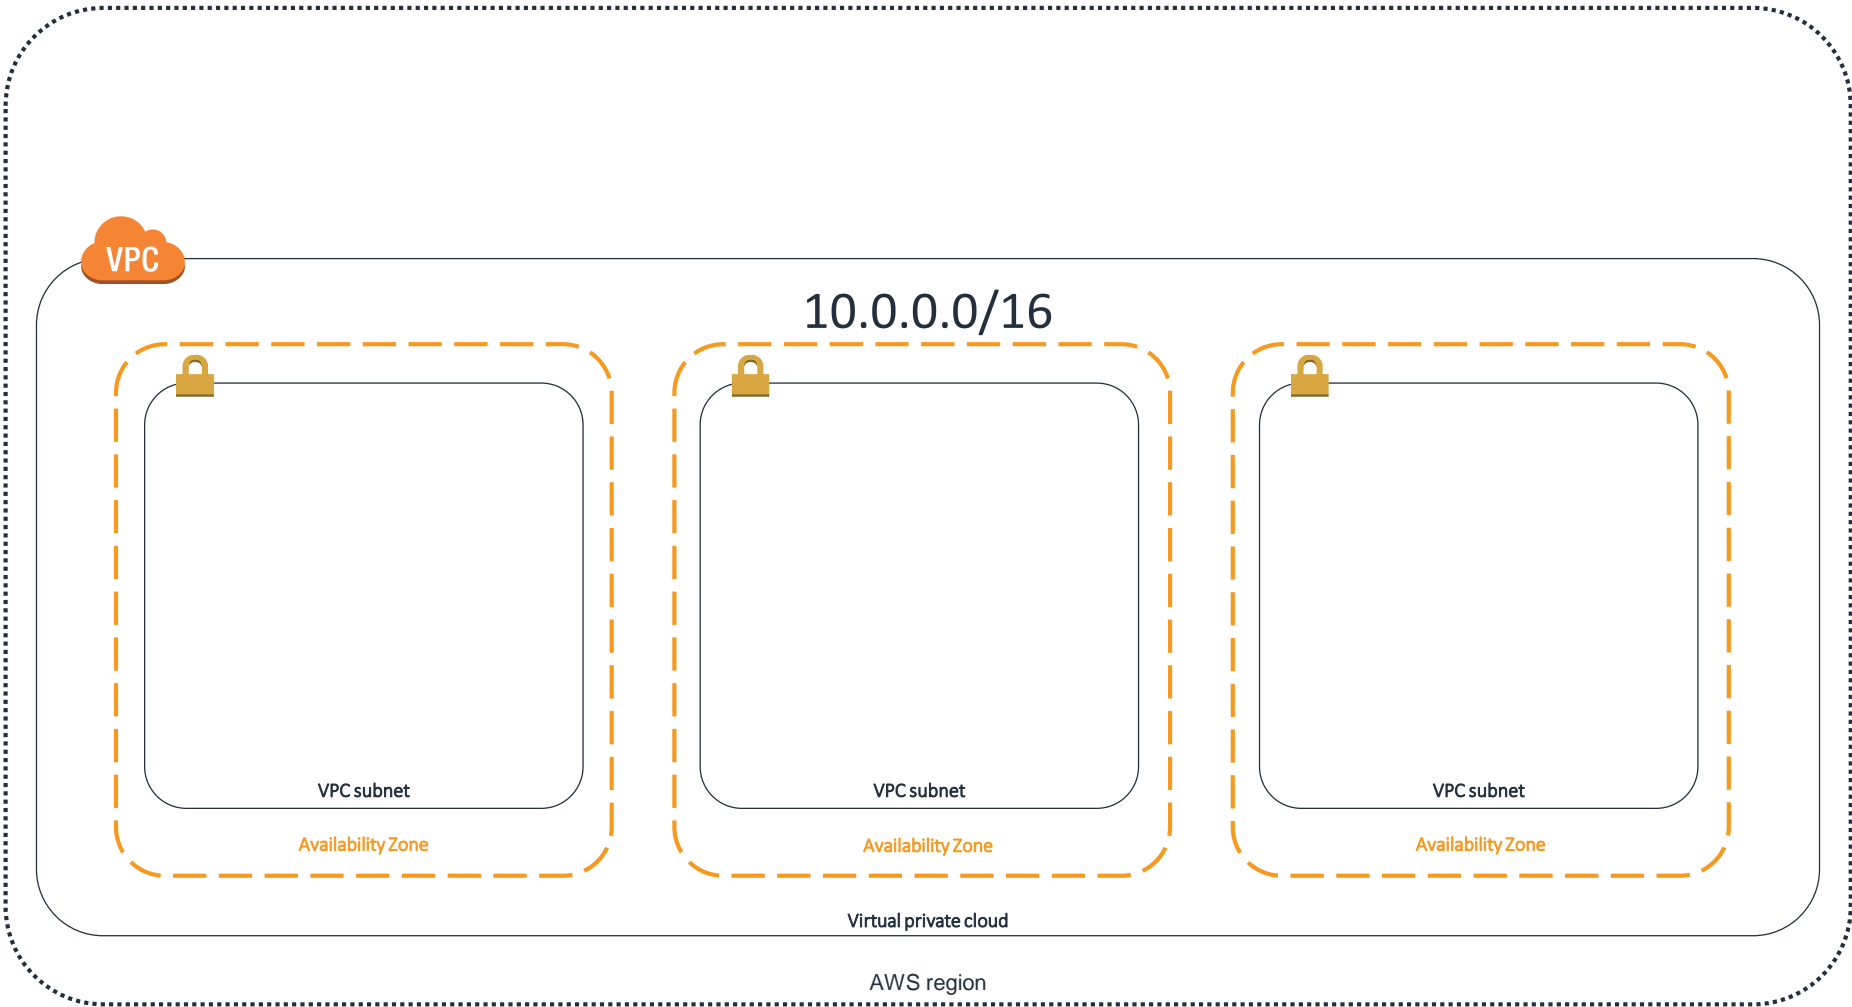 VPC
10.0.0.0/16
VPC subnet
VPC subnet
VPC subnet
Availability Zone
Availability Zone
Availability Zone
Virtual private cloud
AWS region